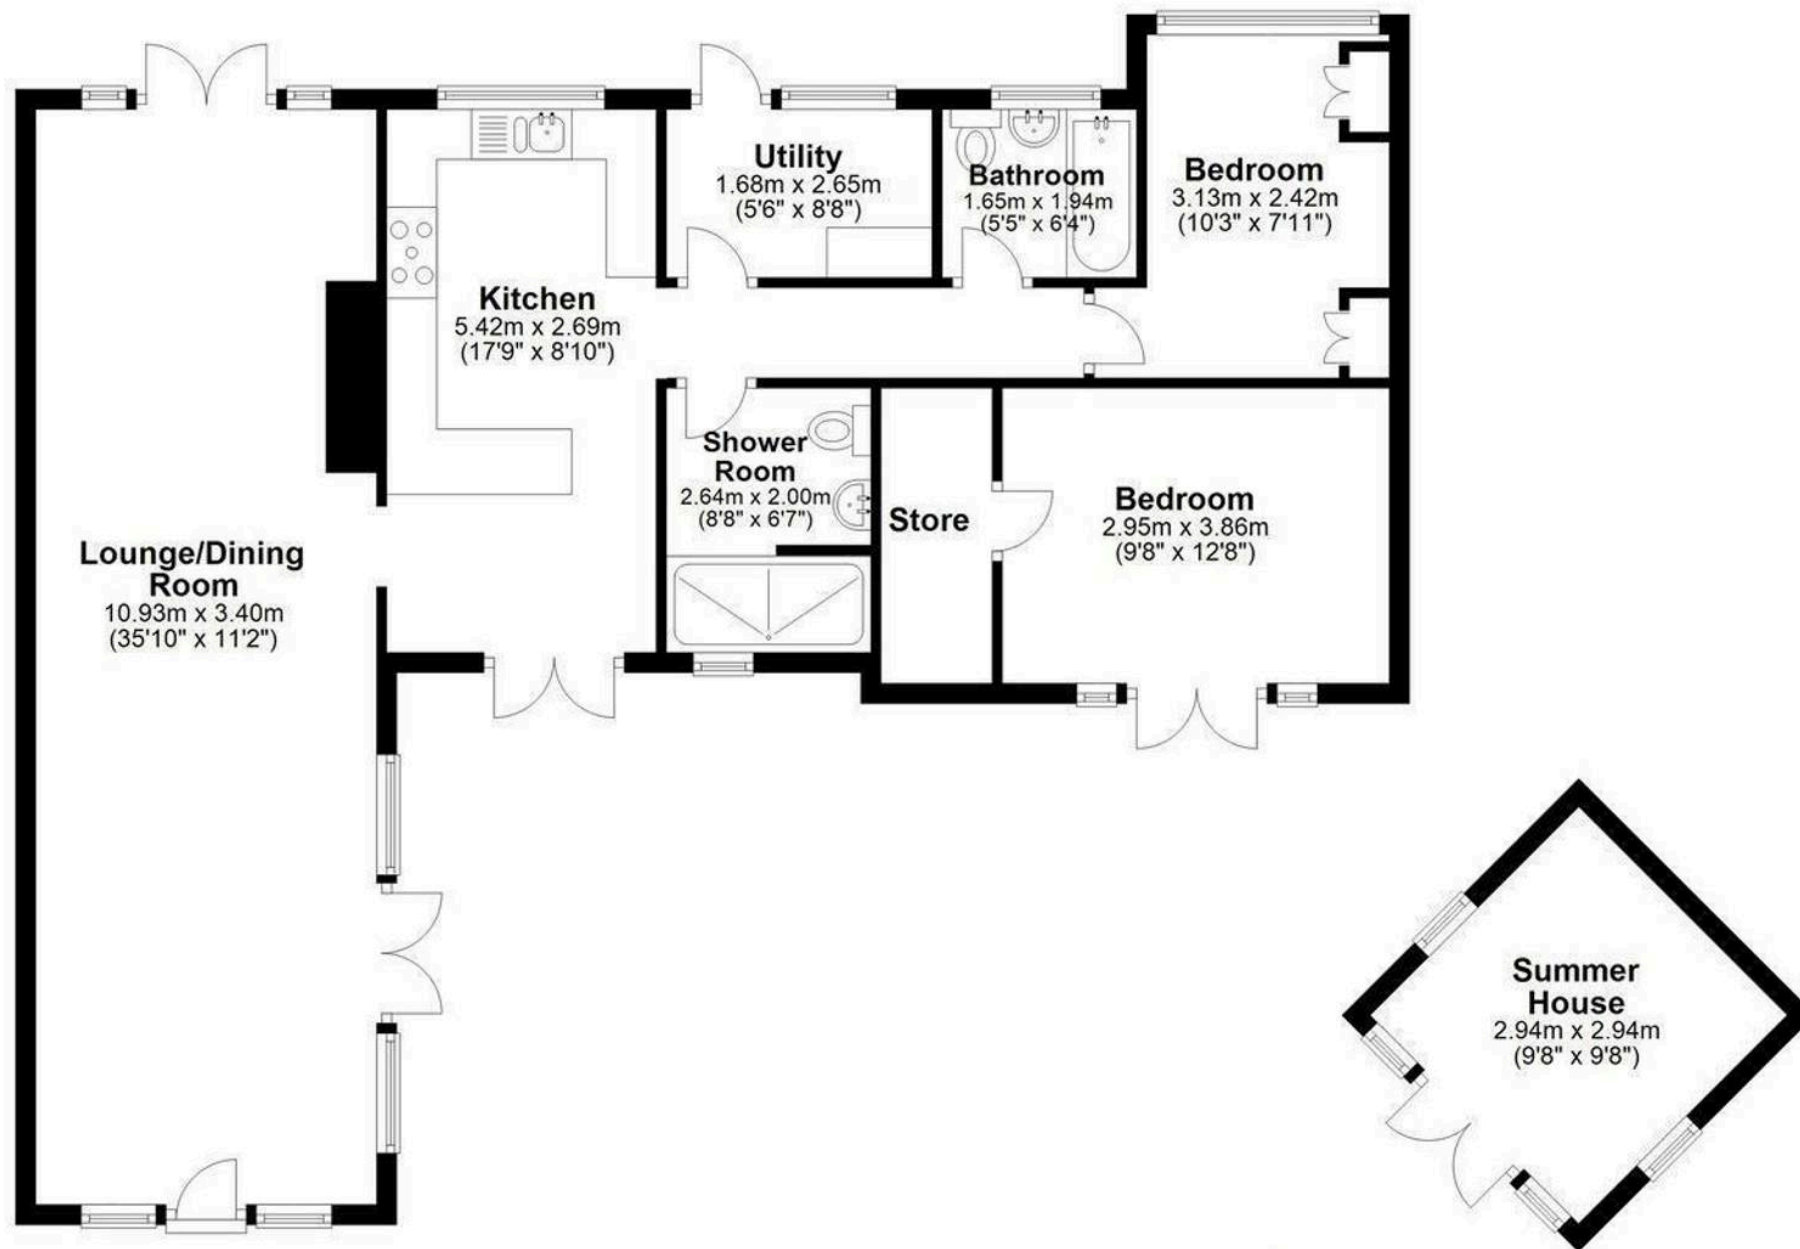 Utility
1.68m x 2.65m
(5'6" x 8'8")
Bathroom
1.65m x 1.94m
(5'5" x 6'4")
Bedroom
3.13m x 2.42m
(10'3" x 7'11")
Kitchen
5.42m x 2.69m
(17'9" x 8'10")
Shower
Room
2.64m x 2.00m
(8'8" x 6'7")
Store
Bedroom
2.95m x 3.86m
(9'8" x 12'8")
Lounge/Dining
Room
10.93m x 3.40m
(35'10" x 11'2")
Summer
House
2.94m x 2.94m
(9'8" x 9'8")